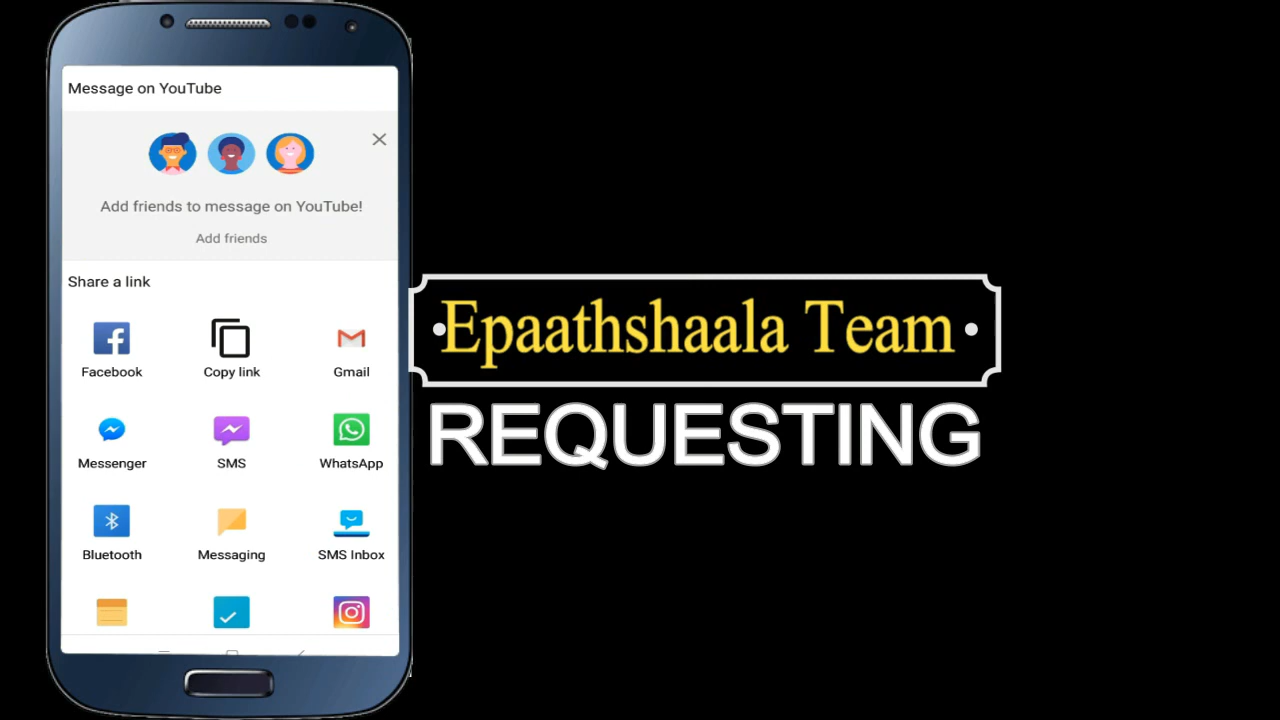 Message on YouTube
Add friends to message on YouTube!
Add friends
Share a link
Facebook Copy link Gmail
Messenger SMS WhatsApp
Bluetooth Messaging SMS Inbox
Epaathshaala Team
REQUESTING